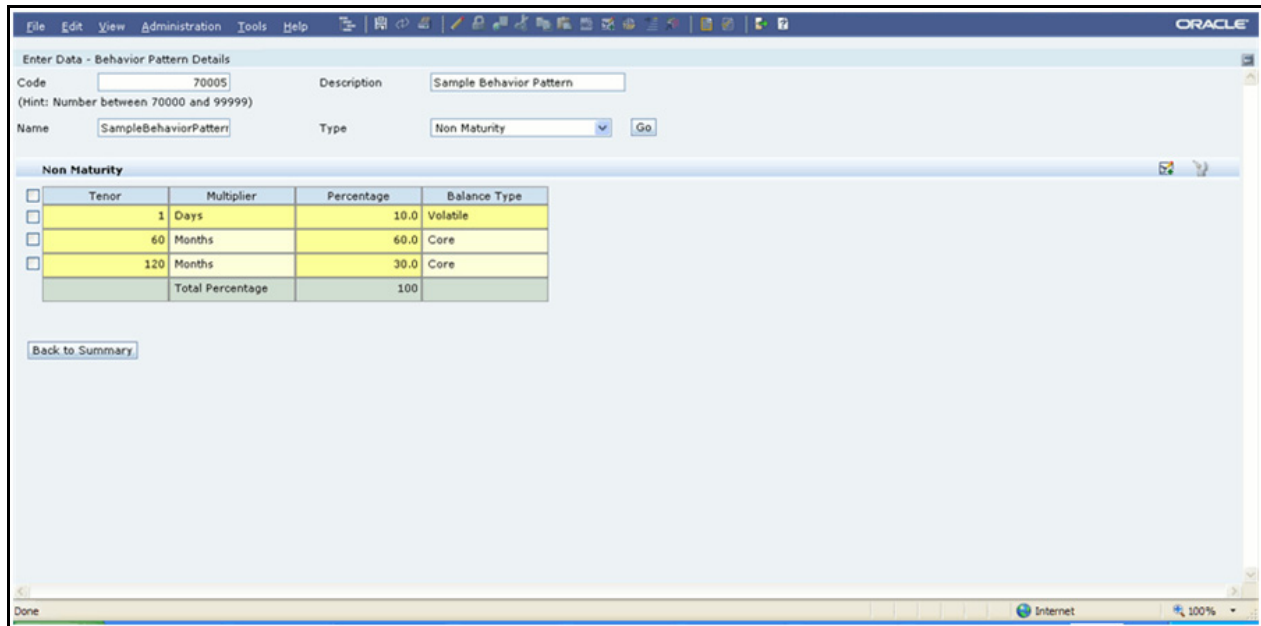 File Edit View Administration Tools Help ORACLE
Enter Data - Behavior Pattern Details
Code 70005 Description Sample Behavior Pattern
(Hint: Number between 70000 and 99999)
Name SampleBehaviorPattern Type Non Maturity Go
Non Maturity
Tenor Multiplier Percentage Balance Type
1 Days 10.0 Volatile
60 Months 60.0 Core
120 Months 30.0 Core
Total Percentage 100
Back to Summary
Done Internet 100%